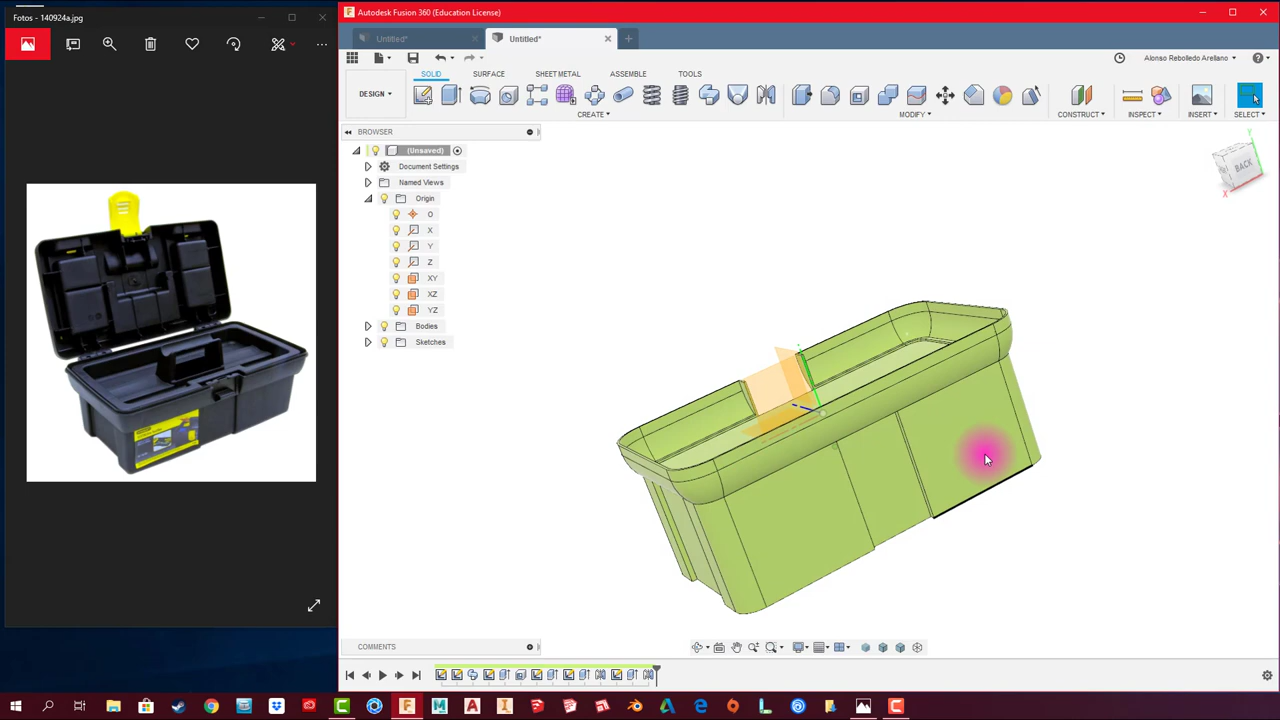 Fotos - 140924a.jpg
Autodesk Fusion 360 (Education License)
Untitled*
Untitled*
Alonso Rebolledo Arellano
DESIGN
SOLID
SURFACE
SHEET METAL
ASSEMBLE
TOOLS
CREATE
MODIFY
CONSTRUCT
INSPECT
INSERT
SELECT
BROWSER
(Unsaved)
Document Settings
Named Views
Origin
O
X
Y
Z
XY
XZ
YZ
Bodies
Sketches
Y
BACK
X
COMMENTS